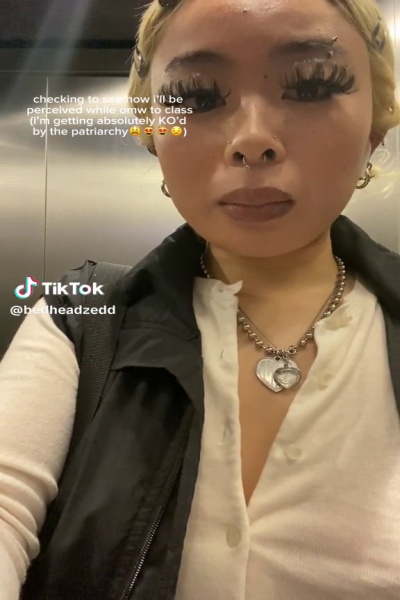 checking to see how i'll be
perceived while omw to class
(i'm getting absolutely KO'd
by the patriarchy😩😍😍😔)
TikTok
@bedheadzedd